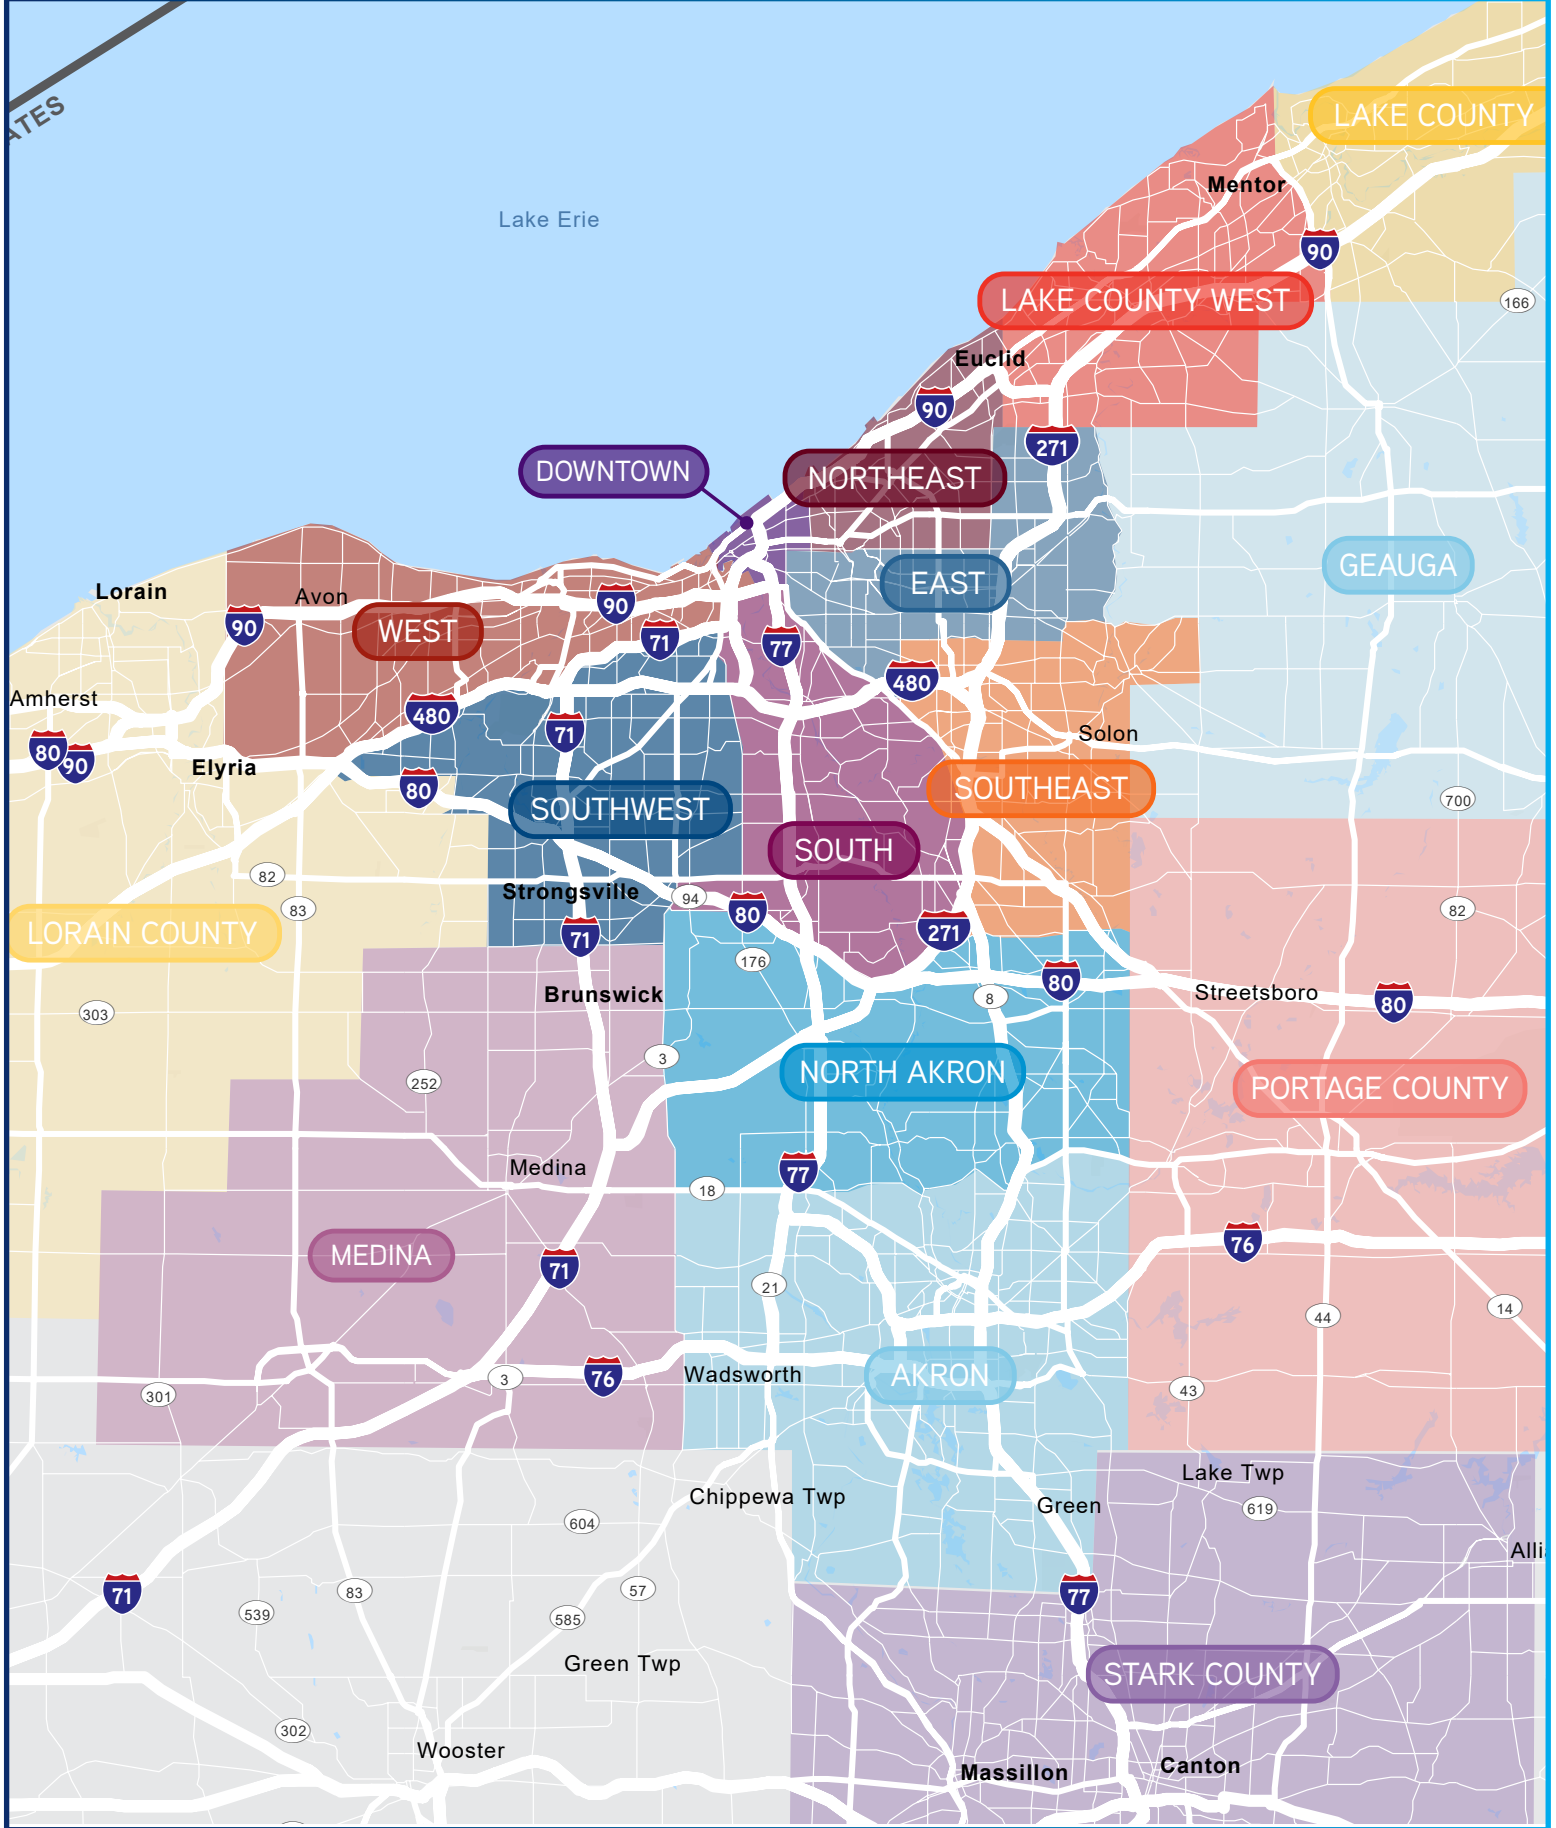 ATES
LAKE COUNTY
Mentor
Lake Erie
90
LAKE COUNTY WEST
166
Euclid
90
271
DOWNTOWN
NORTHEAST
GEAUGA
EAST
Lorain
Avon
90
90
WEST
71
77
480
Amherst
480
71
Solon
80
90
Elyria
80
SOUTHEAST
700
SOUTHWEST
SOUTH
82
Strongsville
94
83
80
82
LORAIN COUNTY
71
271
176
80
Brunswick
8
Streetsboro
80
303
3
NORTH AKRON
252
PORTAGE COUNTY
Medina
77
18
76
MEDINA
71
21
14
44
76
Wadsworth
AKRON
3
301
43
Lake Twp
Chippewa Twp
Green
619
604
Alli
71
83
57
77
539
585
Green Twp
STARK COUNTY
302
Wooster
Canton
Massillon